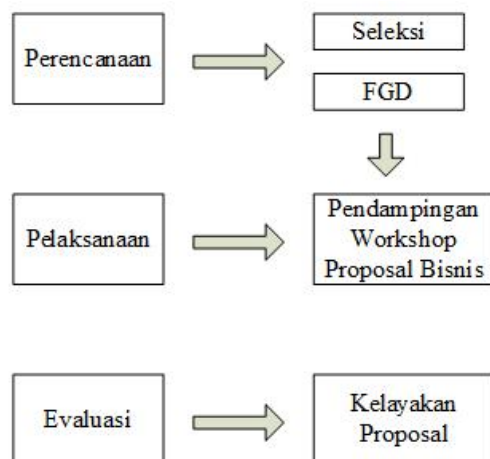 Perencanaan
Seleksi
FGD
Pelaksanaan
Pendampingan
Workshop
Proposal Bisnis
Evaluasi
Kelayakan
Proposal